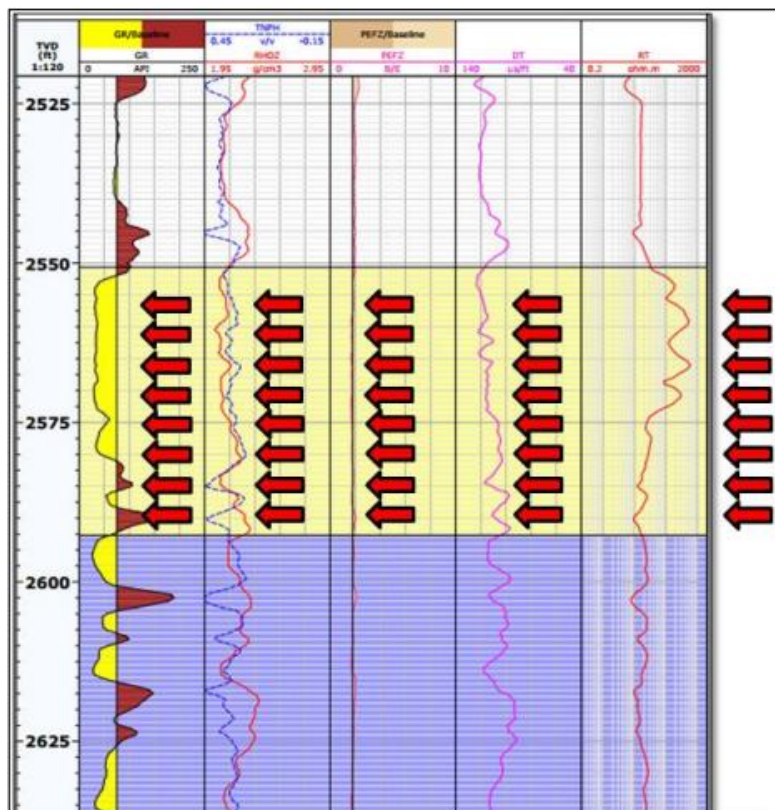 TVD
(ft)
1:120
GR/Baseline
GR
0 API 250
TNPH
0.45 v/v -0.15
RHOZ
1.95 g/cm3 2.95
PEFZ/Baseline
PEFZ
0 B/E 10
DT
140 us/ft 40
RT
0.2 ohm.m 2000
2525
2550
2575
2600
2625